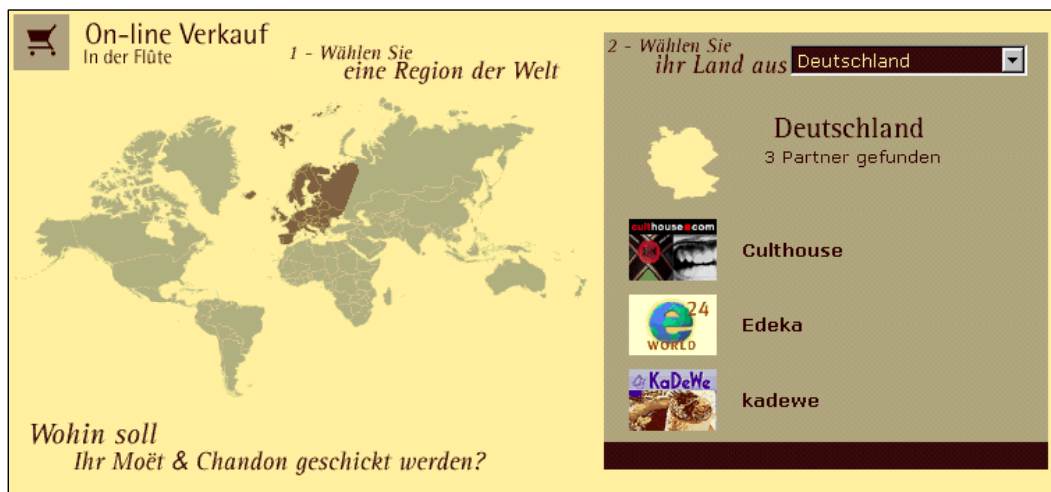 On-line Verkauf
In der Flûte
1 - Wählen Sie
eine Region der Welt
2 - Wählen Sie
ihr Land aus
Deutschland
Deutschland
3 Partner gefunden
culthouse.com
Culthouse
24
e
WORLD
Edeka
KaDeWe
kadewe
Wohin soll
Ihr Moët & Chandon geschickt werden?